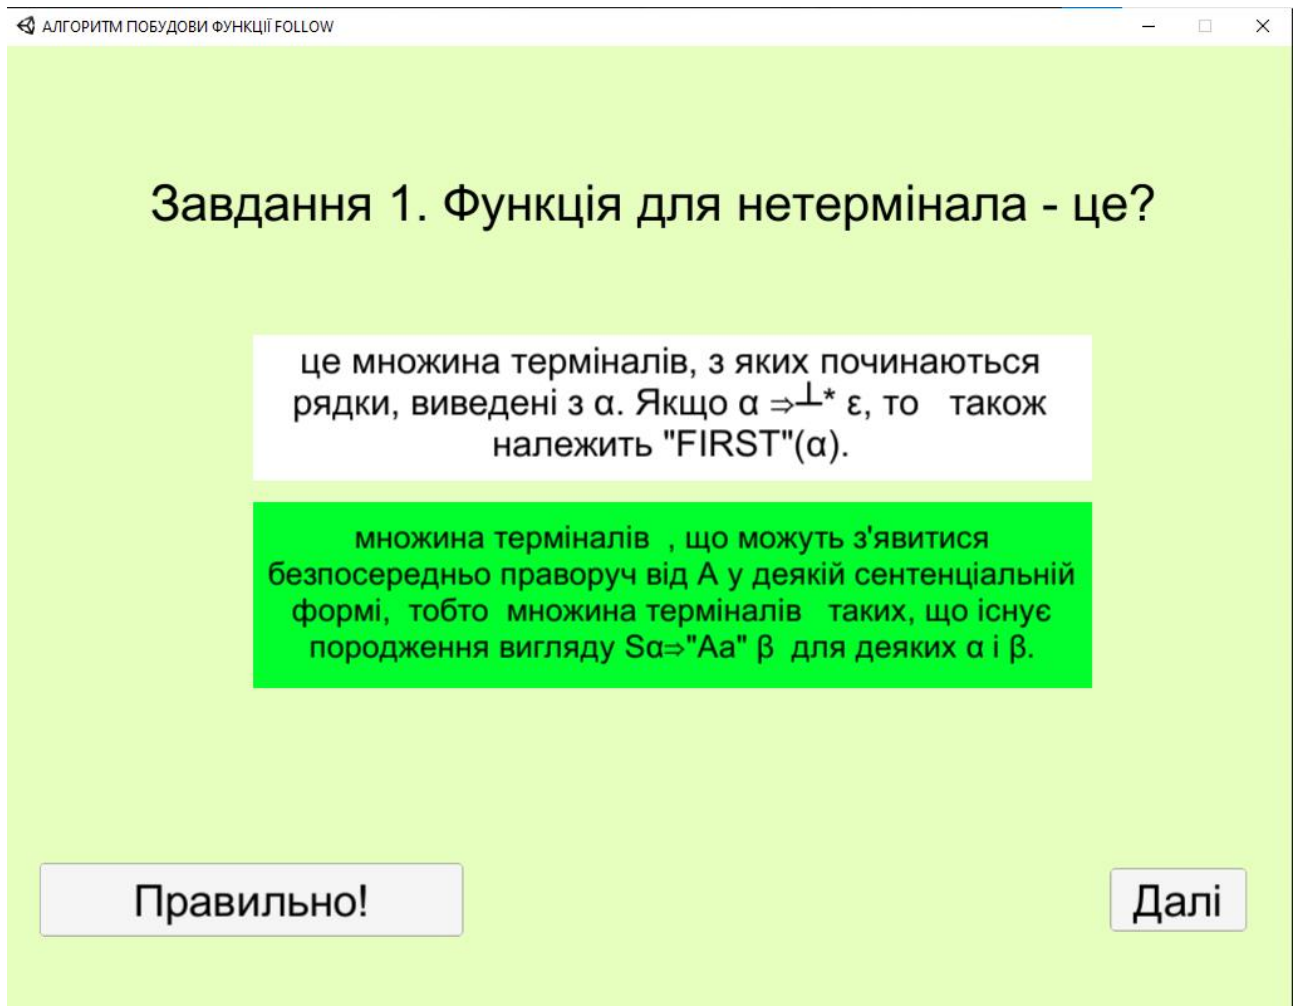 АЛГОРИТМ ПОБУДОВИ ФУНКЦІЇ FOLLOW
Завдання 1. Функція для нетермінала - це?
це множина терміналів, з яких починаються
рядки, виведені з α. Якщо α ⇒┴* ε, то   також
належить "FIRST"(α).
множина терміналів  , що можуть з'явитися
безпосередньо праворуч від А у деякій сентенціальній
формі,  тобто  множина терміналів   таких, що існує
породження вигляду Sα⇒"Aa" β  для деяких α і β.
Правильно!
Далі